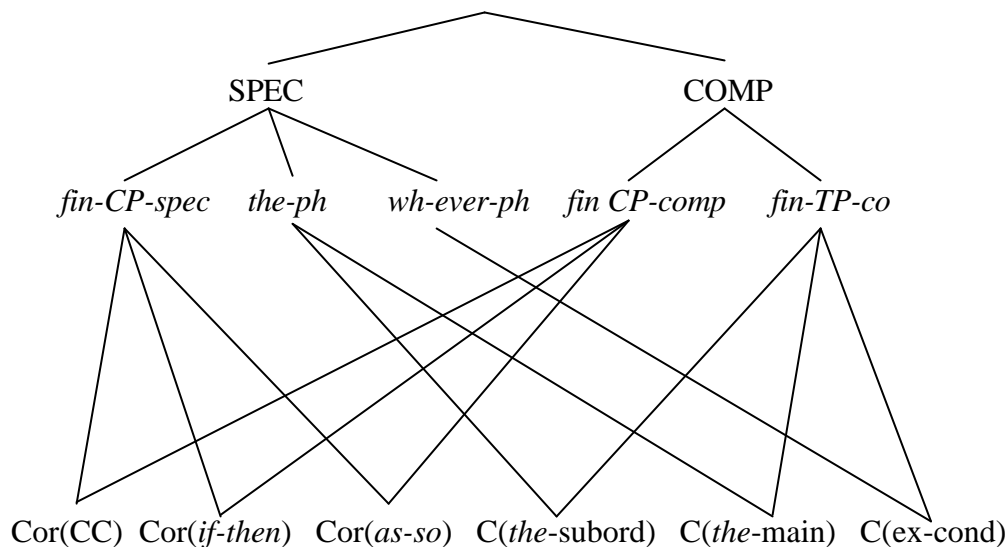 SPEC COMP
fin-CP-spec the-ph wh-ever-ph fin CP-comp fin-TP-co
Cor(CC) Cor(if-then) Cor(as-so) C(the-subord) C(the-main) C(ex-cond)